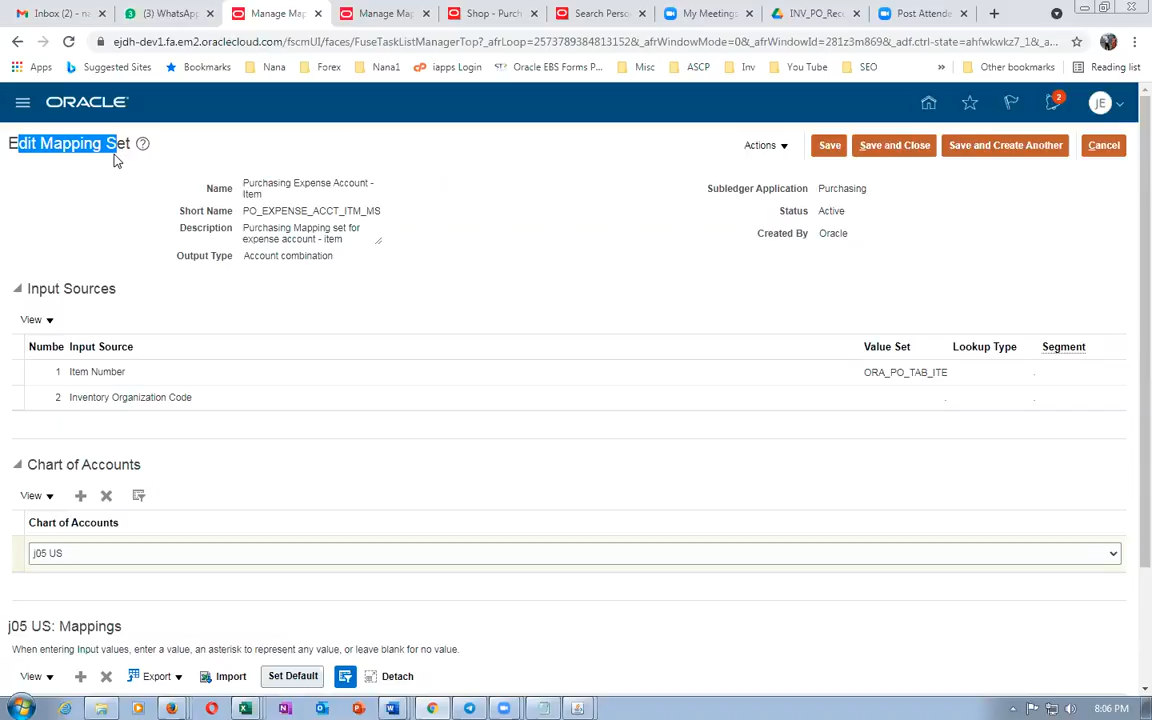 Inbox (2) - n
(3) WhatsApp
Manage Map
Manage Map
Shop - Purch
Search Perso
My Meetings
INV_PO_Rec
Post Attende
ejdh-dev1.fa.em2.oraclecloud.com/fscmUI/faces/FuseTaskListManagerTop?_afrLoop=2573789384813152&_afrWindowMode=0&_afrWindowId=281z3m869&_adf.ctrl-state=ahfwkwkz7_1&_a...
Apps
Suggested Sites
Bookmarks
Nana
Forex
Nana1
iapps Login
Oracle EBS Forms P...
Misc
ASCP
Inv
You Tube
SEO
»
Other bookmarks
Reading list
ORACLE
2
JE
Edit Mapping Set
Actions
Save
Save and Close
Save and Create Another
Cancel
Name Purchasing Expense Account -
Item
Short Name PO_EXPENSE_ACCT_ITM_MS
Description Purchasing Mapping set for
expense account - item
Output Type Account combination
Subledger Application Purchasing
Status Active
Created By Oracle
Input Sources
View
Numbe Input Source Value Set Lookup Type Segment
1 Item Number ORA_PO_TAB_ITE
2 Inventory Organization Code
Chart of Accounts
View
Chart of Accounts
j05 US
j05 US: Mappings
When entering Input values, enter a value, an asterisk to represent any value, or leave blank for no value.
View Export Import Set Default Detach
8:06 PM